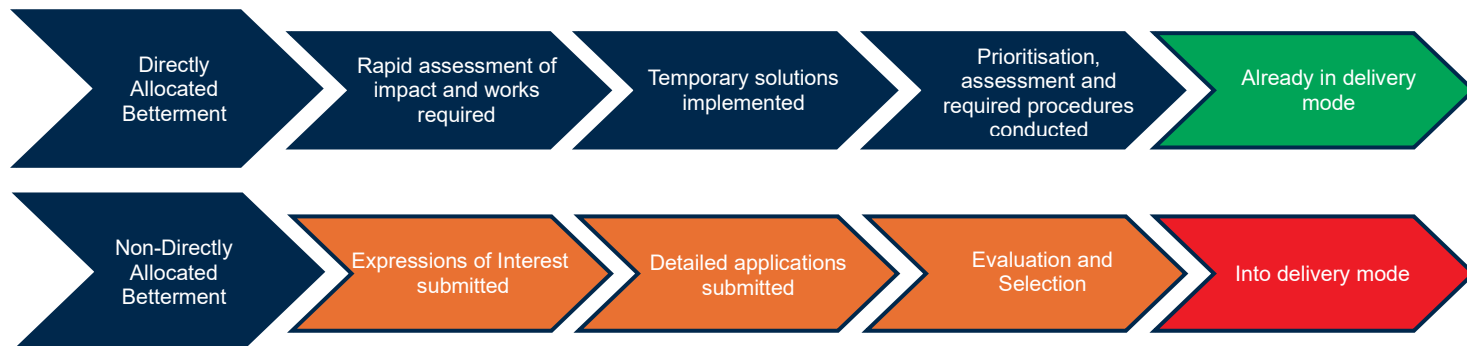 Directly
Allocated
Betterment
Rapid assessment of
impact and works
required
Temporary solutions
implemented
Prioritisation,
assessment and
required procedures
conducted
Already in delivery
mode
Non-Directly
Allocated
Betterment
Expressions of Interest
submitted
Detailed applications
submitted
Evaluation and
Selection
Into delivery mode